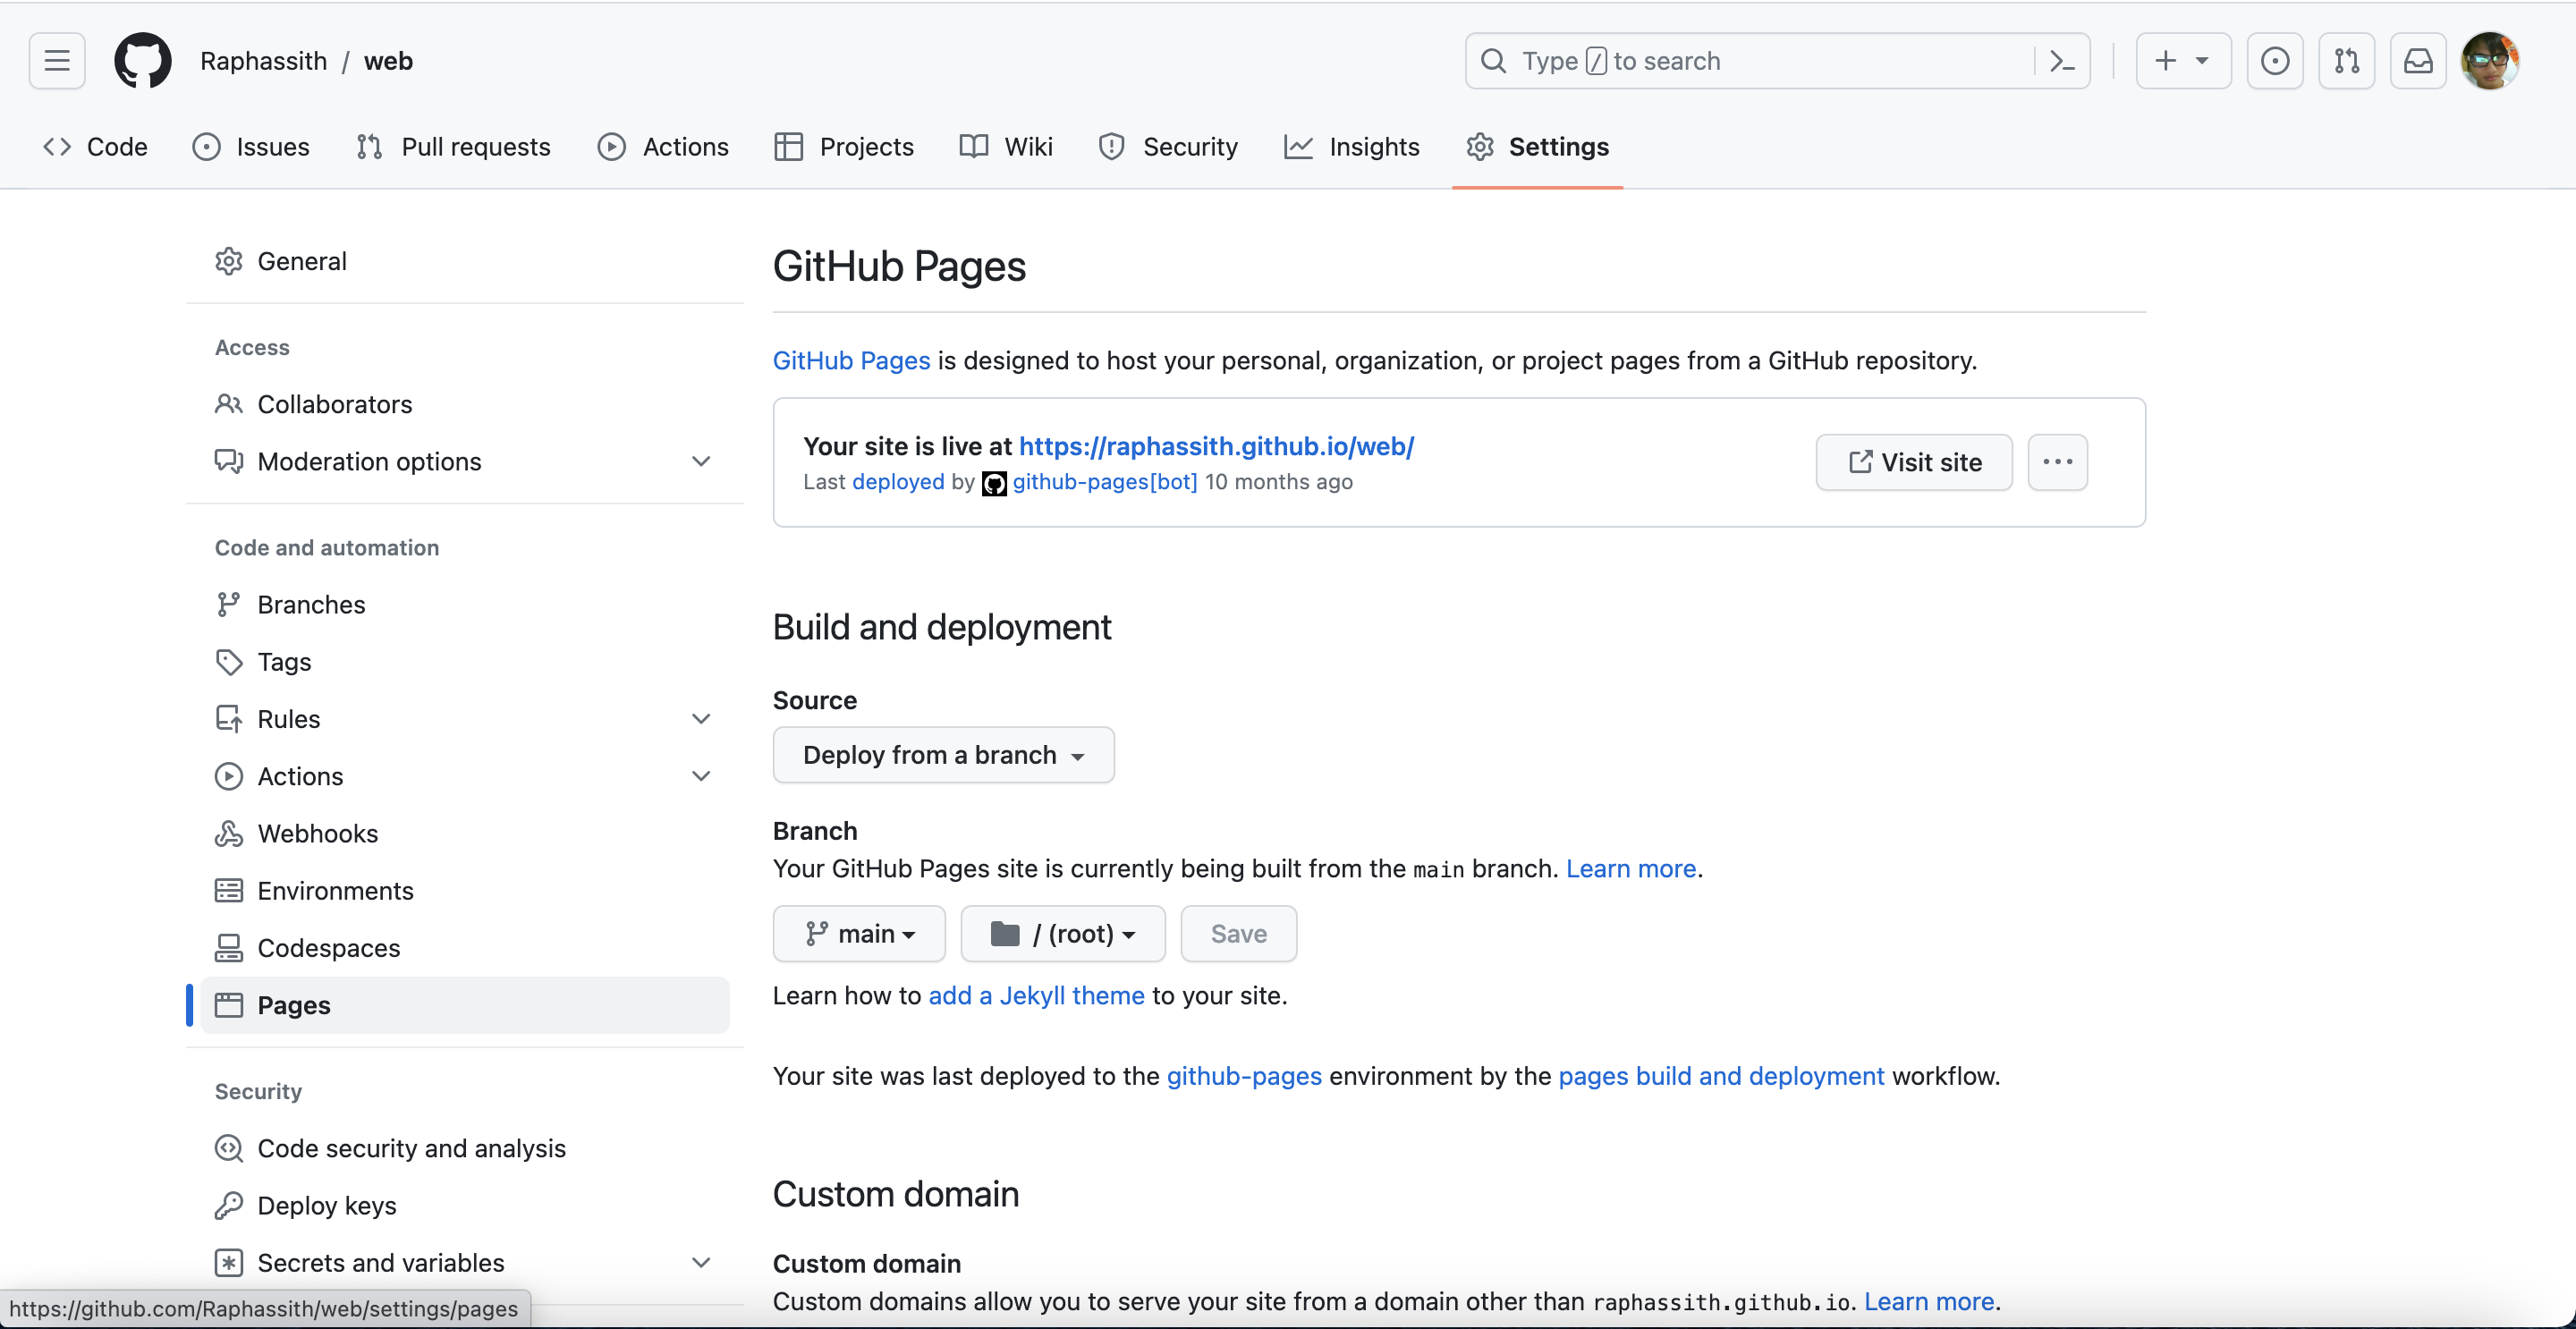 Raphassith / web
Type / to search
Code Issues Pull requests Actions Projects Wiki Security Insights Settings
General
Access
Collaborators
Moderation options
Code and automation
Branches
Tags
Rules
Actions
Webhooks
Environments
Codespaces
Pages
Security
Code security and analysis
Deploy keys
Secrets and variables
GitHub Pages
GitHub Pages is designed to host your personal, organization, or project pages from a GitHub repository.
Your site is live at https://raphassith.github.io/web/
Last deployed by github-pages[bot] 10 months ago
Visit site
Build and deployment
Source
Deploy from a branch
Branch
Your GitHub Pages site is currently being built from the main branch. Learn more.
main / (root) Save
Learn how to add a Jekyll theme to your site.
Your site was last deployed to the github-pages environment by the pages build and deployment workflow.
Custom domain
Custom domain
Custom domains allow you to serve your site from a domain other than raphassith.github.io. Learn more.
https://github.com/Raphassith/web/settings/pages